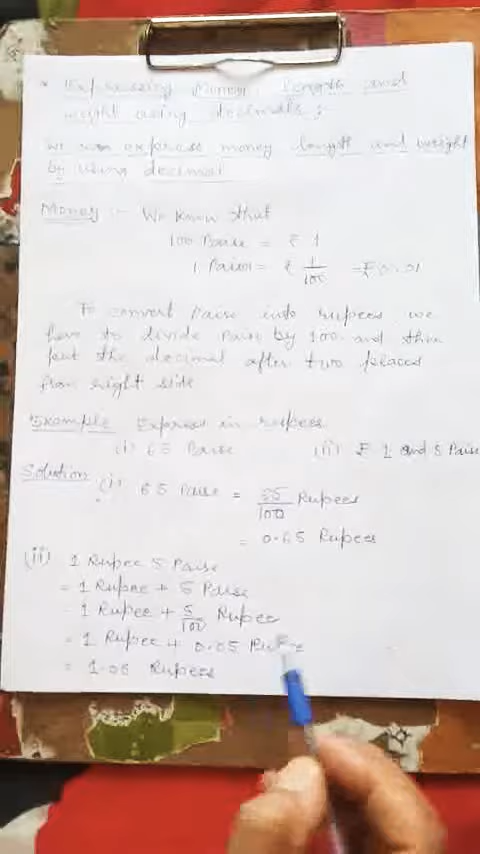 * Expressing Money, length and
weight using decimals :-
we can express money length and weight
by using decimal
Money :- We know that
100 Paise = ₹ 1
1 Paisa = ₹ 1/100 = ₹ 0.01
To convert Paise into rupees we
have to divide Paise by 100 and then
put the decimal after two places
from right side
Example Express in rupees
(i) 65 Paise (ii) ₹ 1 and 5 Paise
Solution (i) 65 Paise = 65/100 Rupees
= 0.65 Rupees
(ii) 1 Rupee 5 Paise
= 1 Rupee + 5 Paise
= 1 Rupee + 5/100 Rupee
= 1 Rupee + 0.05
= 1.05 Rupees